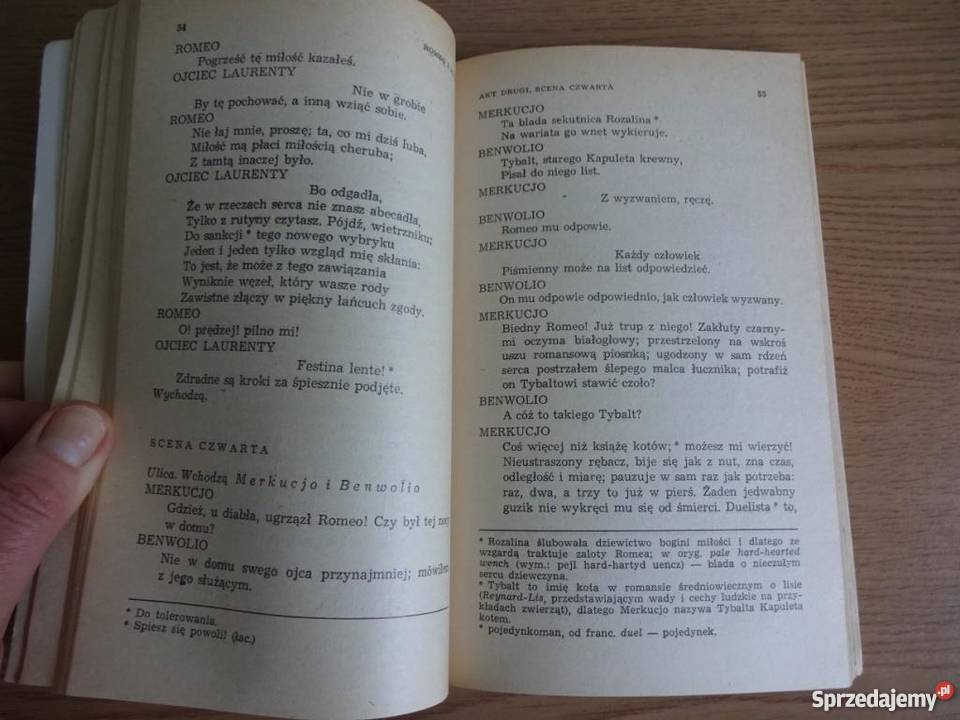 54
ROMEO
Pogrześć tę miłość kazałeś.
OJCIEC LAURENTY
Nie w grobie
By tę pochować, a inną wziąć sobie.
ROMEO
Nie łaj mnie, proszę; ta, co mi dziś luba,
Miłość mą płaci miłością cheruba;
Z tamtą inaczej było.
OJCIEC LAURENTY
Bo odgadła,
Że w rzeczach serca nie znasz abecadła,
Tylko z rutyny czytasz. Pójdź, wietrzniku;
Do sankcji * tego nowego wybryku
Jeden i jeden tylko wzgląd mię skłania:
To jest, że może z tego zawiązania
Wyniknie węzeł, który wasze rody
Zawistne złączy w piękny łańcuch zgody.
ROMEO
O! prędzej! pilno mi!
OJCIEC LAURENTY
Festina lente! *
Zdradne są kroki za śpiesznie podjęte.
Wychodzą.
SCENA CZWARTA
Ulica. Wchodzą Merkucjo i Benwolio
MERKUCJO
Gdzież, u diabła, ugrzązł Romeo! Czy był tej nocy
w domu?
BENWOLIO
Nie w domu swego ojca przynajmniej; mówiłem
z jego służącym.
* Do tolerowania.
* Spiesz się powoli! (łac.)
AKT DRUGI, SCENA CZWARTA
55
MERKUCJO
Ta blada sekutnica Rozalina *
Na wariata go wnet wykieruje.
BENWOLIO
Tybalt, starego Kapuleta krewny,
Pisał do niego list.
MERKUCJO
Z wyzwaniem, ręczę.
BENWOLIO
Romeo mu odpowie.
MERKUCJO
Każdy człowiek
Piśmienny może na list odpowiedzieć.
BENWOLIO
On mu odpowie odpowiednio, jak człowiek wyzwany.
MERKUCJO
Biedny Romeo! Już trup z niego! Zakłuty czarny-
mi oczyma białogłowy; przestrzelony na wskroś
uszu romansową piosnką; ugodzony w sam rdzeń
serca postrzałem ślepego malca łucznika; potrafiż
on Tybaltowi stawić czoło?
BENWOLIO
A cóż to takiego Tybalt?
MERKUCJO
Coś więcej niż książę kotów; * możesz mi wierzyć!
Nieustraszony rębacz, bije się jak z nut, zna czas,
odległość i miarę; pauzuje w sam raz jak potrzeba:
raz, dwa, a trzy to już w pierś. Żaden jedwabny
guzik nie wykręci mu się od śmierci. Duelista * to,
* Rozalina ślubowała dziewictwo bogini miłości i dlatego ze
wzgardą traktuje zaloty Romea; w oryg. pale hard-hearted
wench (wym.: pejl hard-hartyd uencz) — blada o nieczułym
sercu dziewczyna.
* Tybalt to imię kota w romansie średniowiecznym o lisie
(Reynard-Lis, przedstawiającym wady i cechy ludzkie na przy-
kładach zwierząt), dlatego Merkucjo nazywa Tybalta Kapuleta
kotem.
* pojedynkoman, od franc. duel — pojedynek.
Sprzedajemy.pl